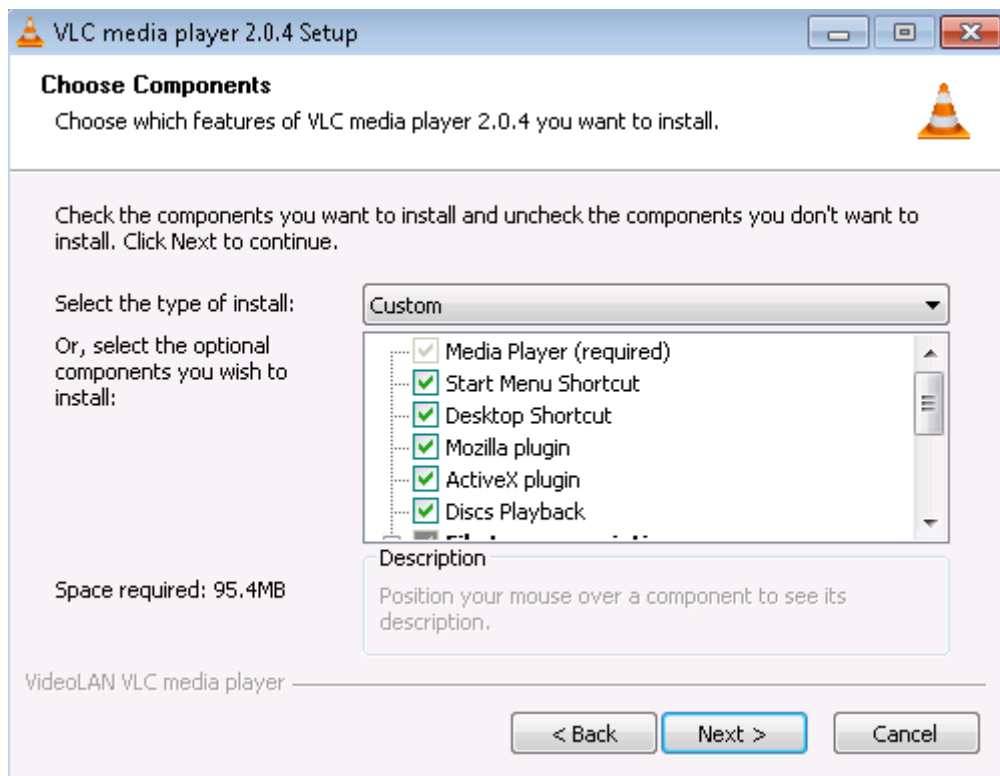 VLC media player 2.0.4 Setup
Choose Components
Choose which features of VLC media player 2.0.4 you want to install.
Check the components you want to install and uncheck the components you don't want to
install. Click Next to continue.
Select the type of install:
Custom
Or, select the optional
components you wish to
install:
Media Player (required)
Start Menu Shortcut
Desktop Shortcut
Mozilla plugin
ActiveX plugin
Discs Playback
Space required: 95.4MB
Description
Position your mouse over a component to see its
description.
VideoLAN VLC media player
< Back
Next >
Cancel